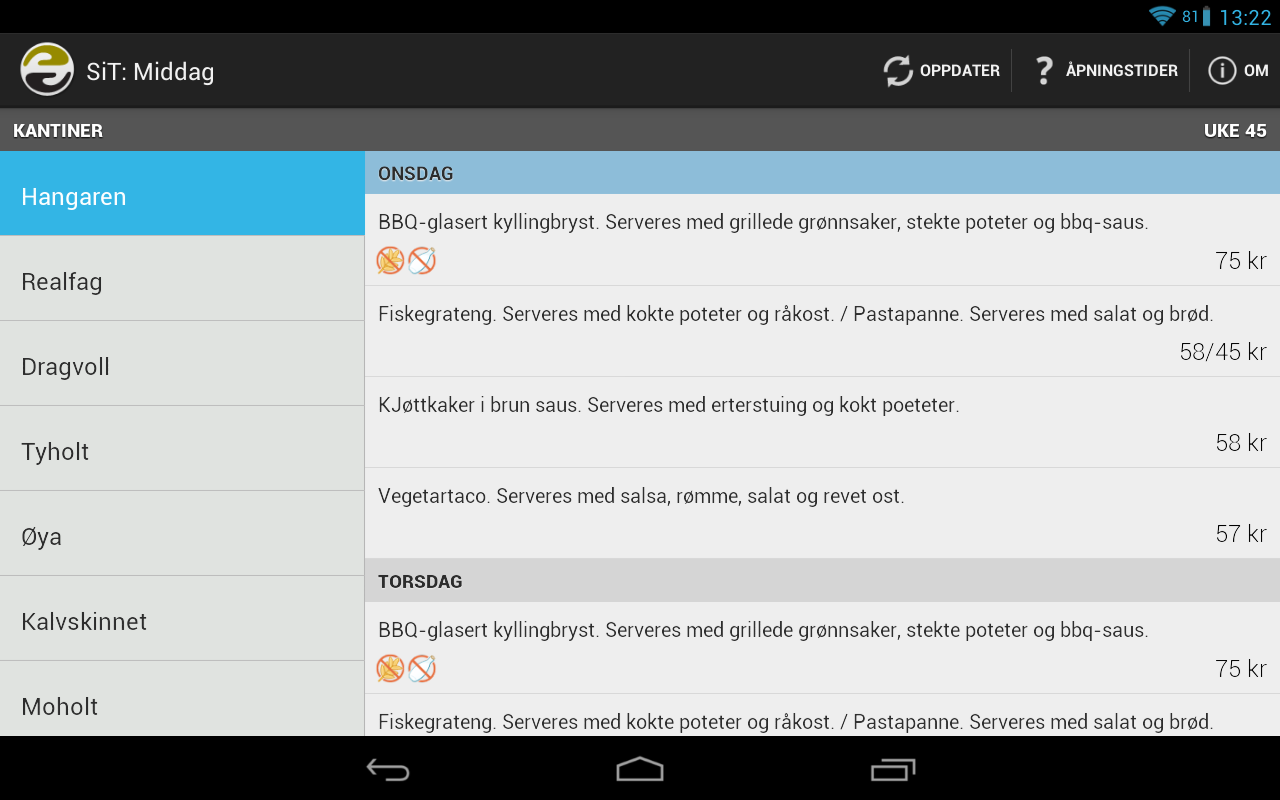 81 13:22
SiT: Middag
OPPDATER
? ÅPNINGSTIDER
OM
KANTINER
UKE 45
Hangaren
Realfag
Dragvoll
Tyholt
Øya
Kalvskinnet
Moholt
ONSDAG
BBQ-glasert kyllingbryst. Serveres med grillede grønnsaker, stekte poteter og bbq-saus.
75 kr
Fiskegrateng. Serveres med kokte poteter og råkost. / Pastapanne. Serveres med salat og brød.
58/45 kr
KJøttkaker i brun saus. Serveres med erterstuing og kokt poeteter.
58 kr
Vegetartaco. Serveres med salsa, rømme, salat og revet ost.
57 kr
TORSDAG
BBQ-glasert kyllingbryst. Serveres med grillede grønnsaker, stekte poteter og bbq-saus.
75 kr
Fiskegrateng. Serveres med kokte poteter og råkost. / Pastapanne. Serveres med salat og brød.